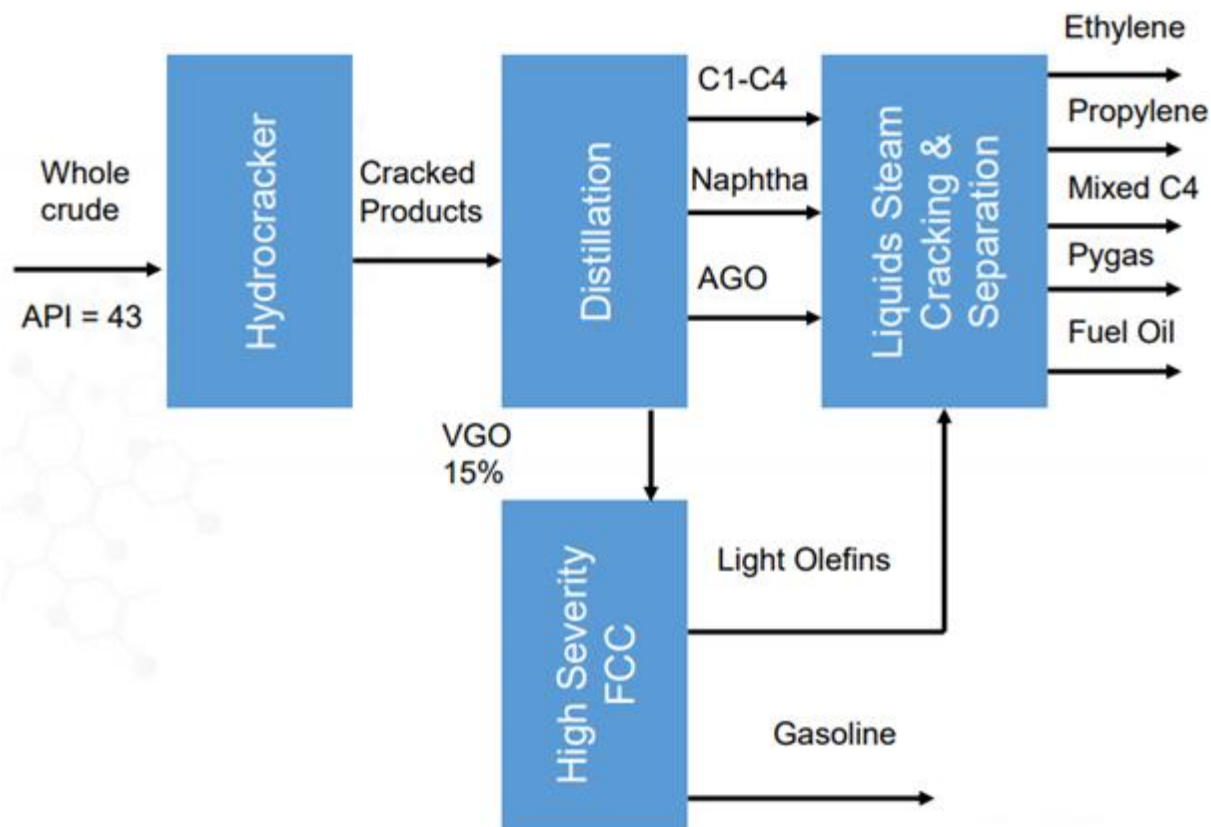 Whole
crude
API = 43
Hydrocracker
Cracked
Products
Distillation
C1-C4
Naphtha
AGO
Liquids Steam
Cracking &
Separation
Ethylene
Propylene
Mixed C4
Pygas
Fuel Oil
VGO
15%
High Severity
FCC
Light Olefins
Gasoline